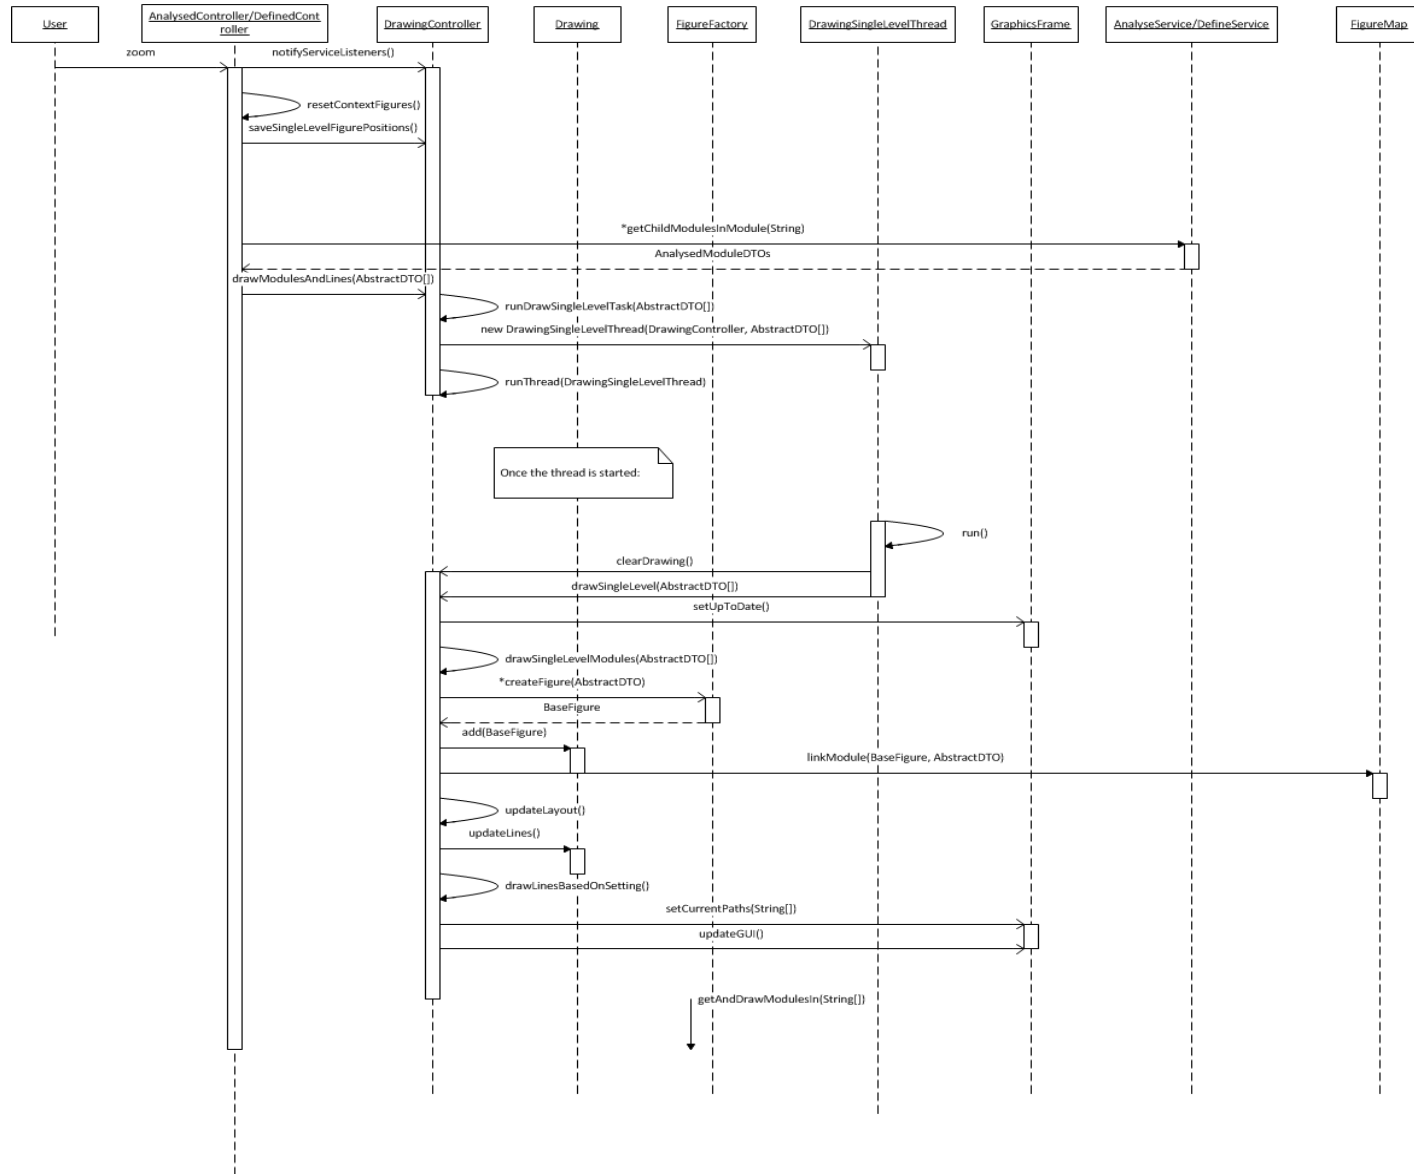 User
AnalysedController/DefinedCont
roller
DrawingController
Drawing
FigureFactory
DrawingSingleLevelThread
GraphicsFrame
AnalyseService/DefineService
FigureMap
zoom
notifyServiceListeners()
resetContextFigures()
saveSingleLevelFigurePositions()
*getChildModulesInModule(String)
AnalysedModuleDTOs
drawModulesAndLines(AbstractDTO[])
runDrawSingleLevelTask(AbstractDTO[])
new DrawingSingleLevelThread(DrawingController, AbstractDTO[])
runThread(DrawingSingleLevelThread)
Once the thread is started:
run()
clearDrawing()
drawSingleLevel(AbstractDTO[])
setUpToDate()
drawSingleLevelModules(AbstractDTO[])
*createFigure(AbstractDTO)
BaseFigure
add(BaseFigure)
linkModule(BaseFigure, AbstractDTO)
updateLayout()
updateLines()
drawLinesBasedOnSetting()
setCurrentPaths(String[])
updateGUI()
getAndDrawModulesIn(String[])